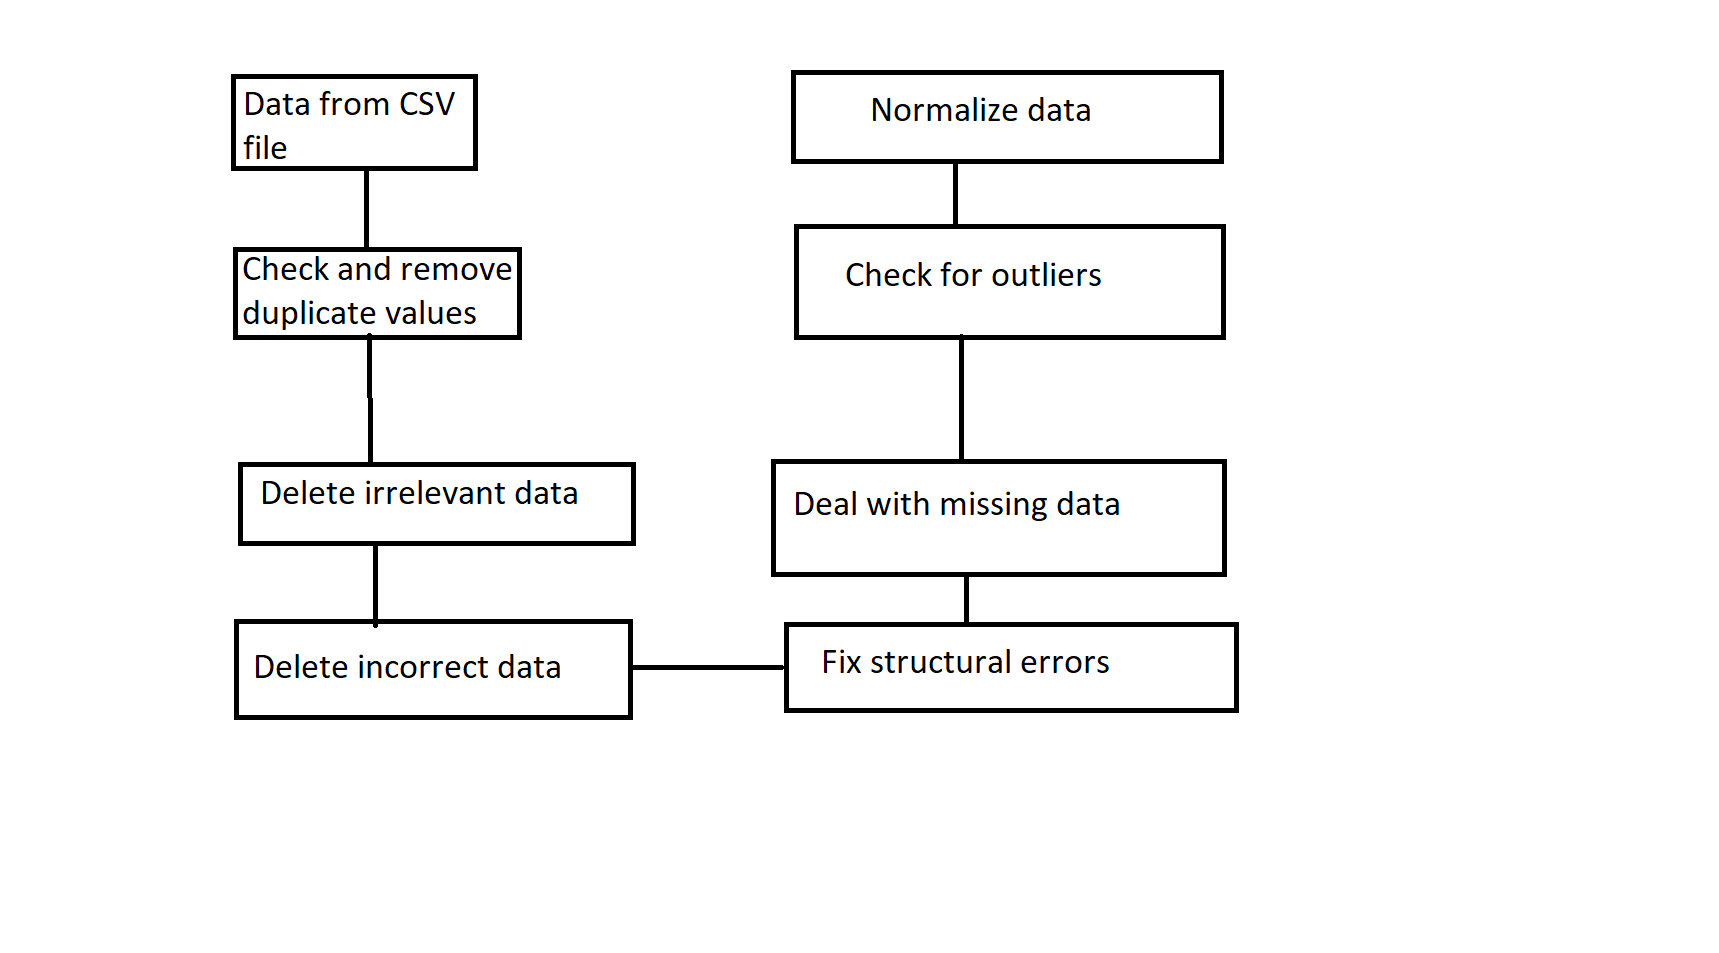 Data from CSV
file
Check and remove
duplicate values
Delete irrelevant data
Delete incorrect data
Normalize data
Check for outliers
Deal with missing data
Fix structural errors